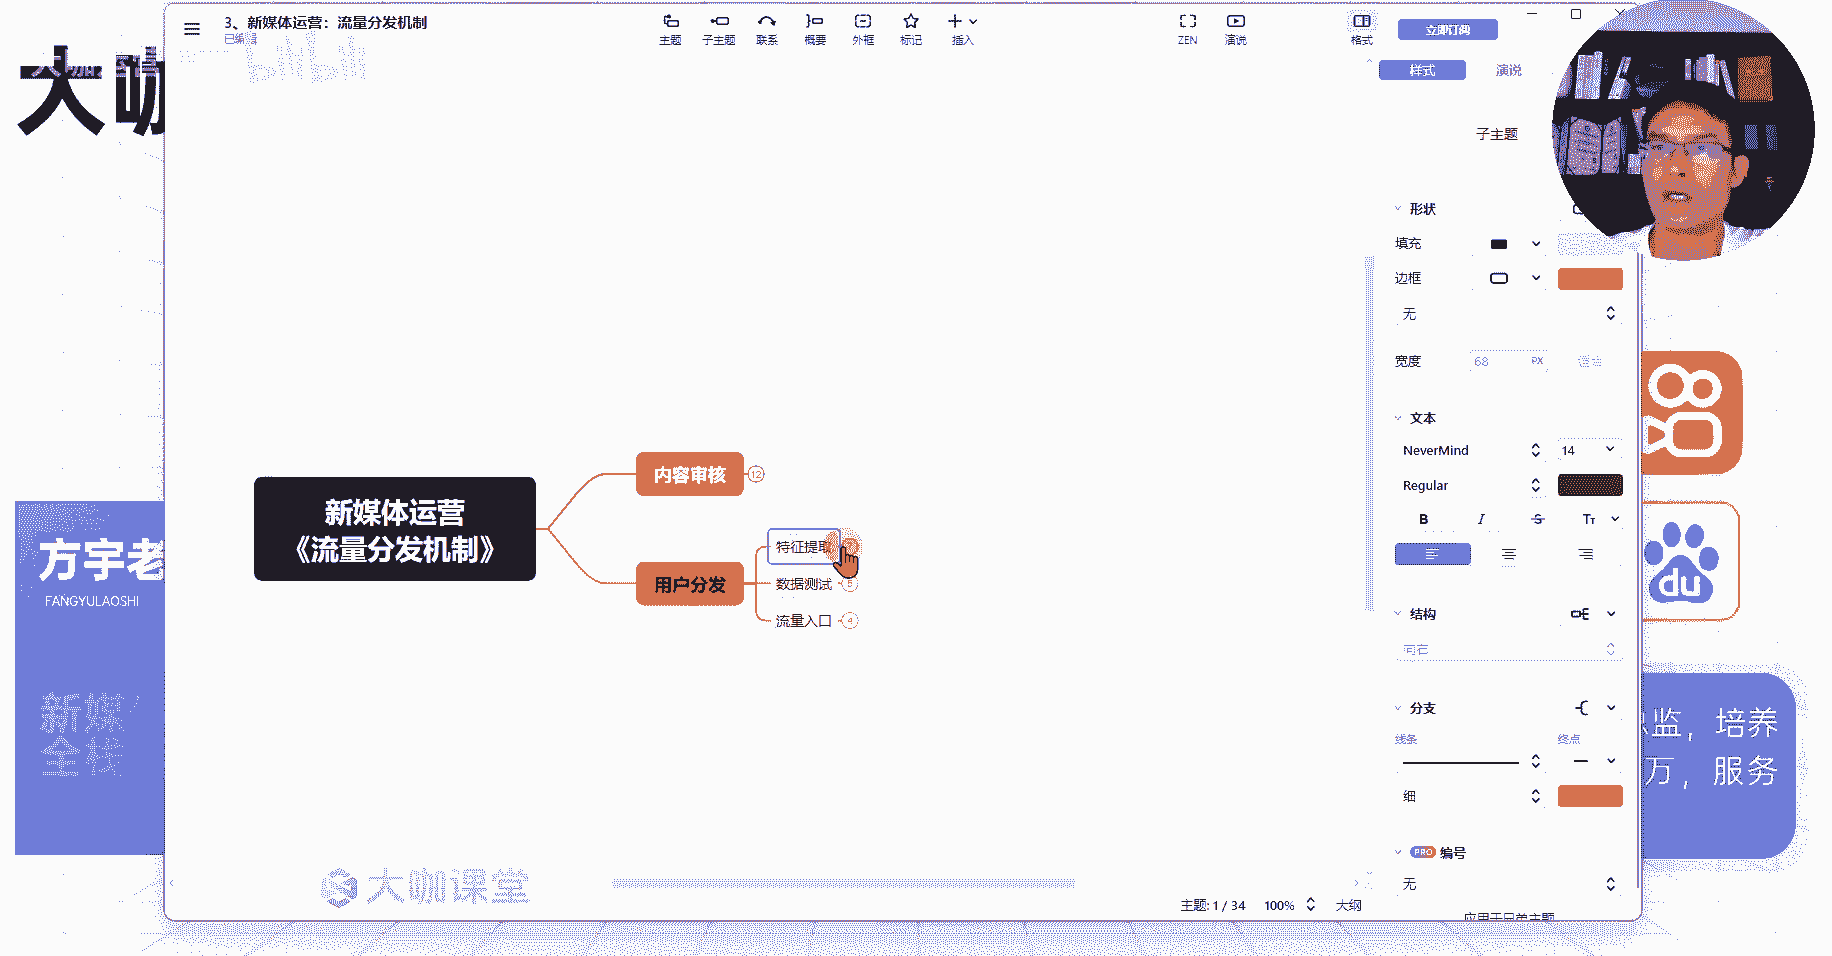 3、新媒体运营：流量分发机制
已编辑
主题
子主题
联系
概要
外框
标记
插入
ZEN
演说
格式
立即订阅
样式
演说
大咖
bilibili
子主题
形状
填充
边框
无
宽度
68
PX
文本
NeverMind
14
Regular
B
I
S
TT
结构
向右
分支
线条
终点
细
PRO 编号
无
内容审核
12
新媒体运营
《流量分发机制》
特征提取
用户分发
数据测试
5
流量入口
4
方宇老
FANGYULAOSHI
新媒
全栈
du
监，培养
万，服务
大咖课堂
主题: 1 / 34
100%
大纲